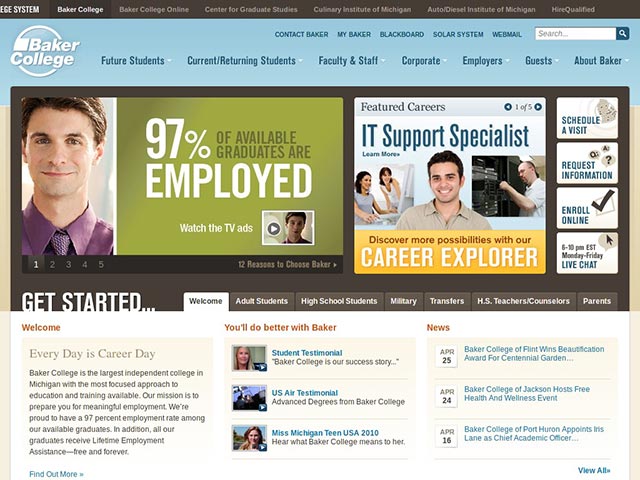 EGE SYSTEM Baker College Baker College Online Center for Graduate Studies Culinary Institute of Michigan Auto/Diesel Institute of Michigan HireQualified
CONTACT BAKER MY BAKER BLACKBOARD SOLAR SYSTEM WEBMAIL Search...
Baker
College
Future Students Current/Returning Students Faculty & Staff Corporate Employers Guests About Baker
97% OF AVAILABLE
GRADUATES ARE
EMPLOYED
Watch the TV ads
1 2 3 4 5
12 Reasons to Choose Baker
Featured Careers 1 of 5
IT Support Specialist
Learn More»
Discover more possibilities with our
CAREER EXPLORER
SCHEDULE
A VISIT
REQUEST
INFORMATION
Q A ?
ENROLL
ONLINE
6-10 pm EST
Monday-Friday
LIVE CHAT
GET STARTED...
Welcome Adult Students High School Students Military Transfers H.S. Teachers/Counselors Parents
Welcome
Every Day is Career Day
Baker College is the largest independent college in
Michigan with the most focused approach to
education and training available. Our mission is to
prepare you for meaningful employment. We're
proud to have a 97 percent employment rate among
our available graduates. In addition, all our
graduates receive Lifetime Employment
Assistance—free and forever.
Find Out More »
You'll do better with Baker
Student Testimonial
"Baker College is our success story..."
US Air Testimonial
Advanced Degrees from Baker College
Miss Michigan Teen USA 2010
Hear what Baker College means to her.
News
APR
25
Baker College of Flint Wins Beautification
Award For Centennial Garden…
APR
24
Baker College of Jackson Hosts Free
Health And Wellness Event
APR
16
Baker College of Port Huron Appoints Iris
Lane as Chief Academic Officer…
View All»